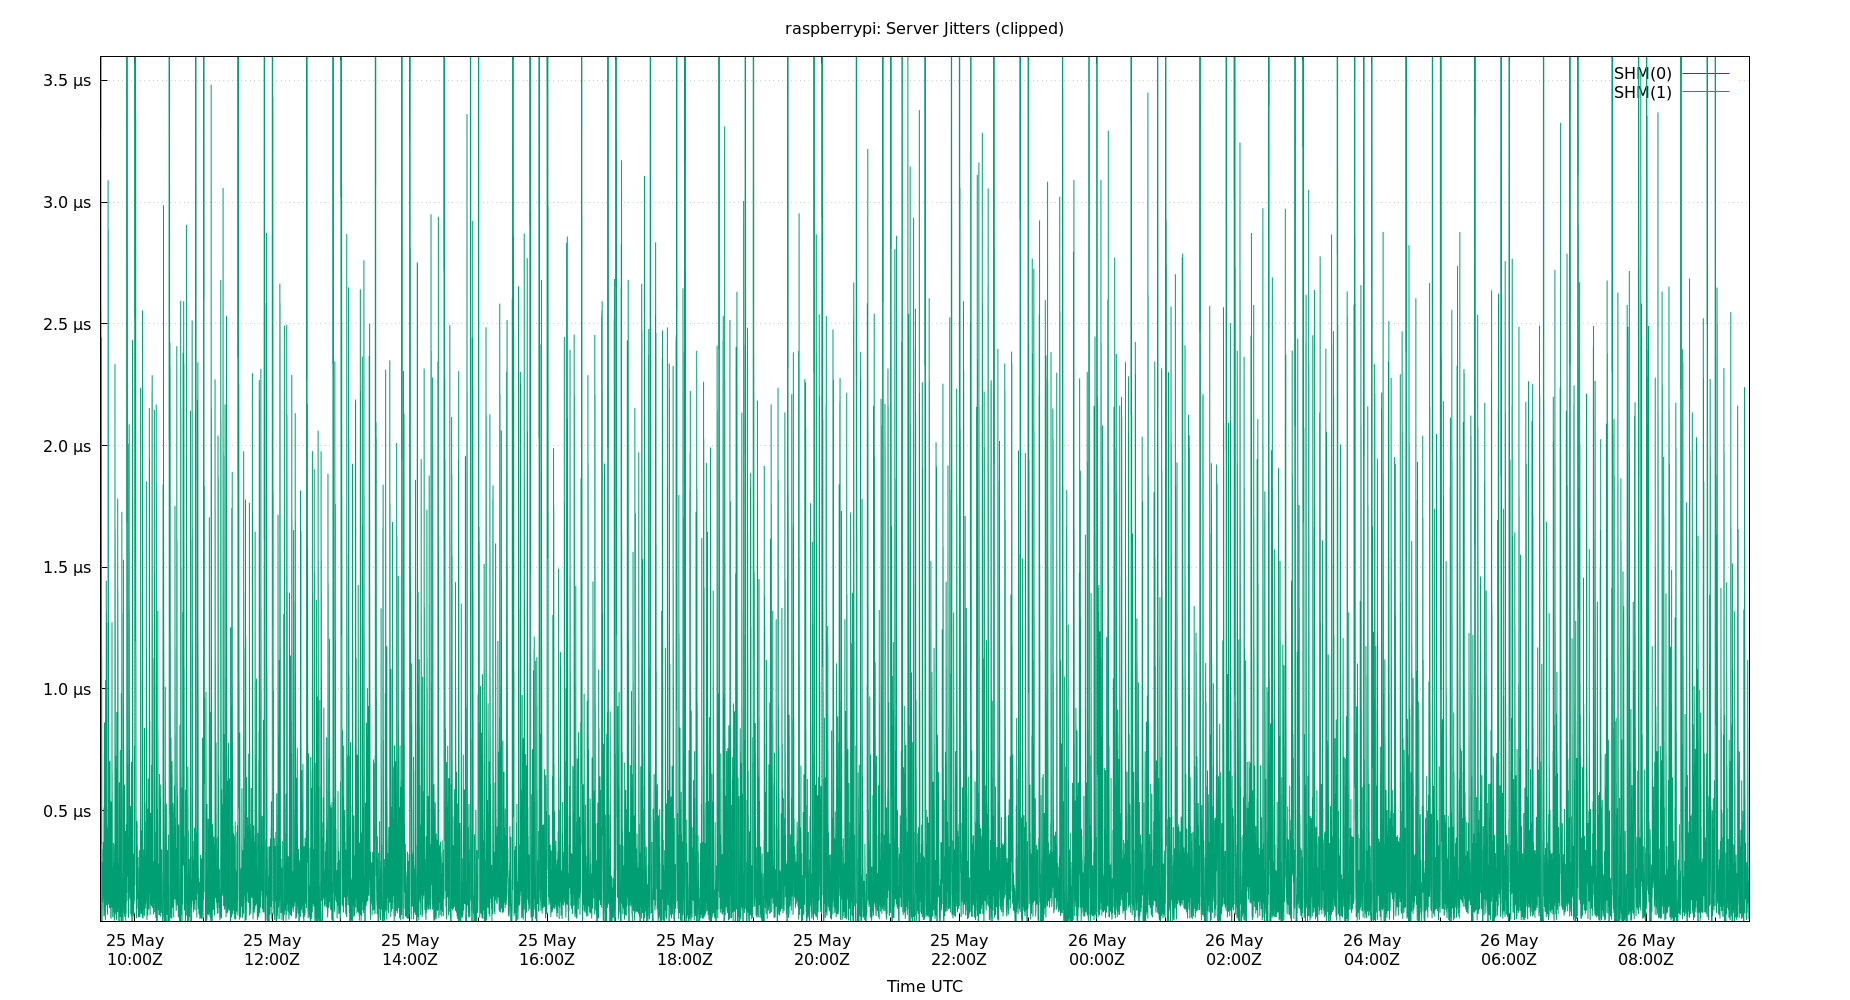 raspberrypi: Server Jitters (clipped)
SHM(0)
SHM(1)
3.5 µs
3.0 µs
2.5 µs
2.0 µs
1.5 µs
1.0 µs
0.5 µs
25 May 25 May 25 May 25 May 25 May 25 May 25 May 26 May 26 May 26 May 26 May 26 May
10:00Z 12:00Z 14:00Z 16:00Z 18:00Z 20:00Z 22:00Z 00:00Z 02:00Z 04:00Z 06:00Z 08:00Z
Time UTC